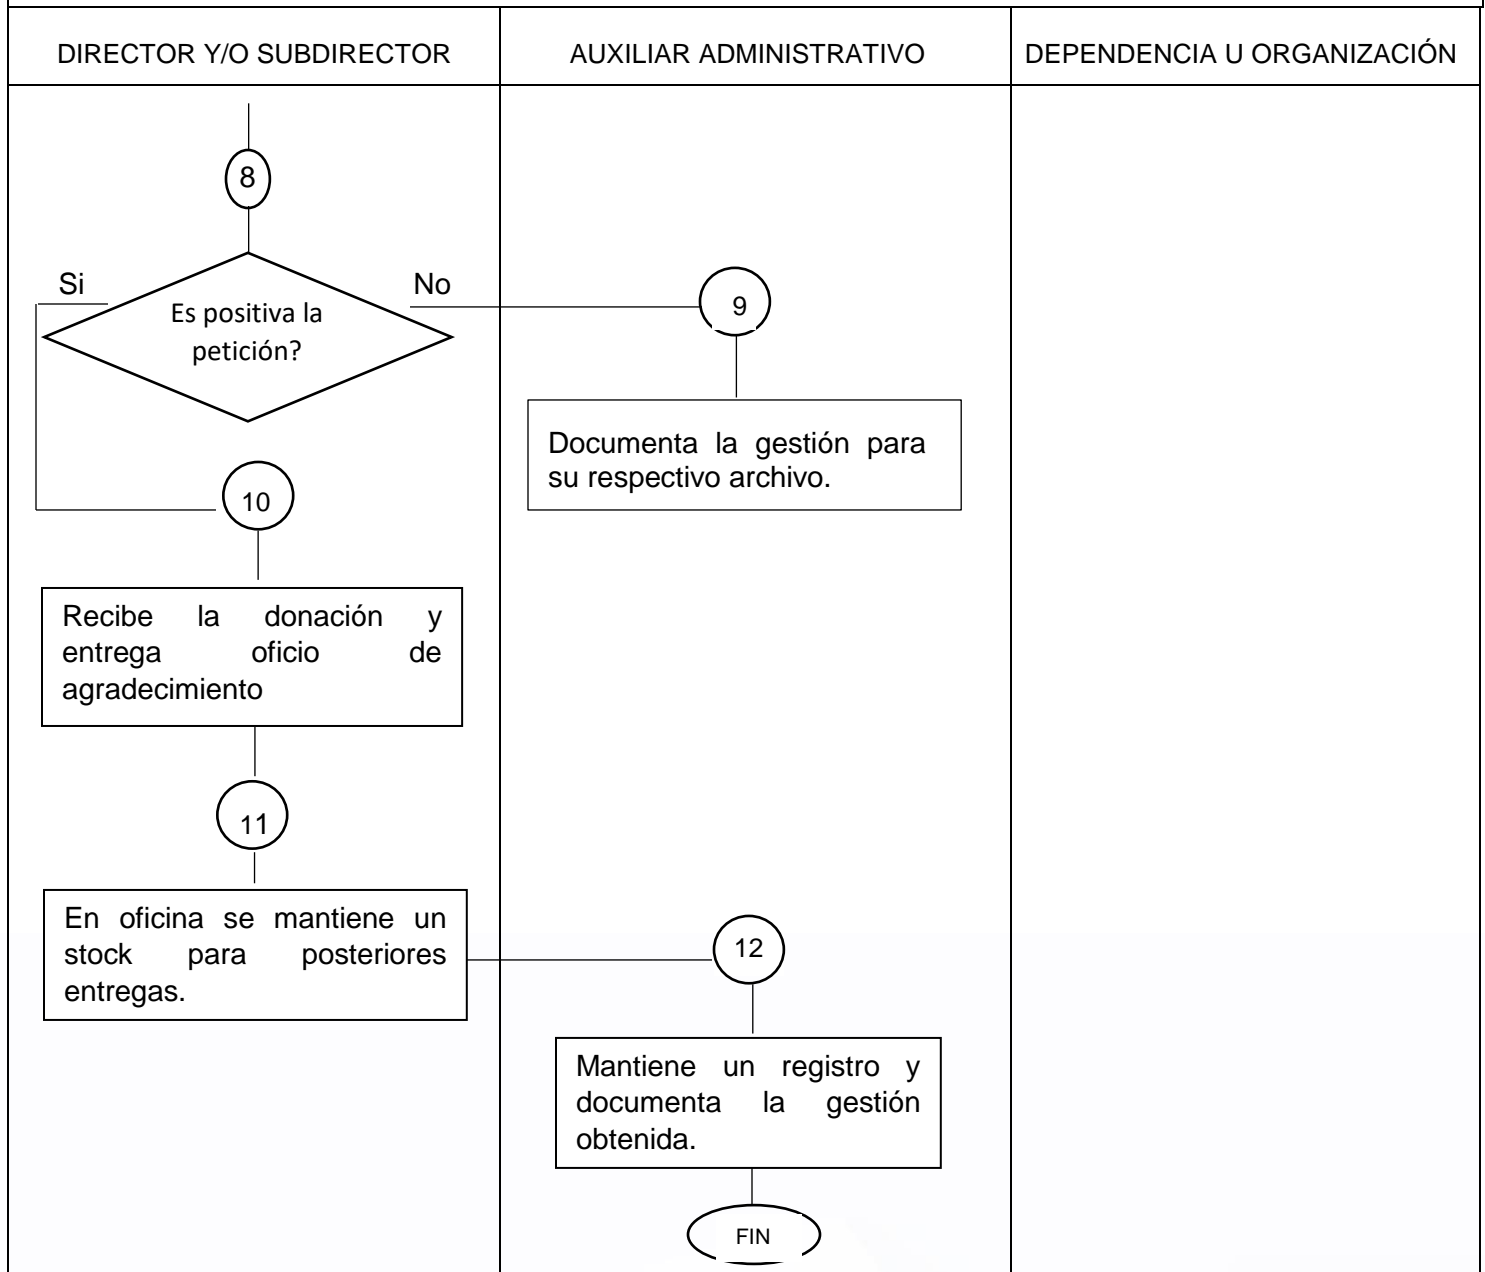 DIRECTOR Y/O SUBDIRECTOR
AUXILIAR ADMINISTRATIVO
DEPENDENCIA U ORGANIZACIÓN
8
Si
No
Es positiva la
petición?
9
Documenta la gestión para
su respectivo archivo.
10
Recibe la donación y
entrega oficio de
agradecimiento
11
En oficina se mantiene un
stock para posteriores
entregas.
12
Mantiene un registro y
documenta la gestión
obtenida.
FIN